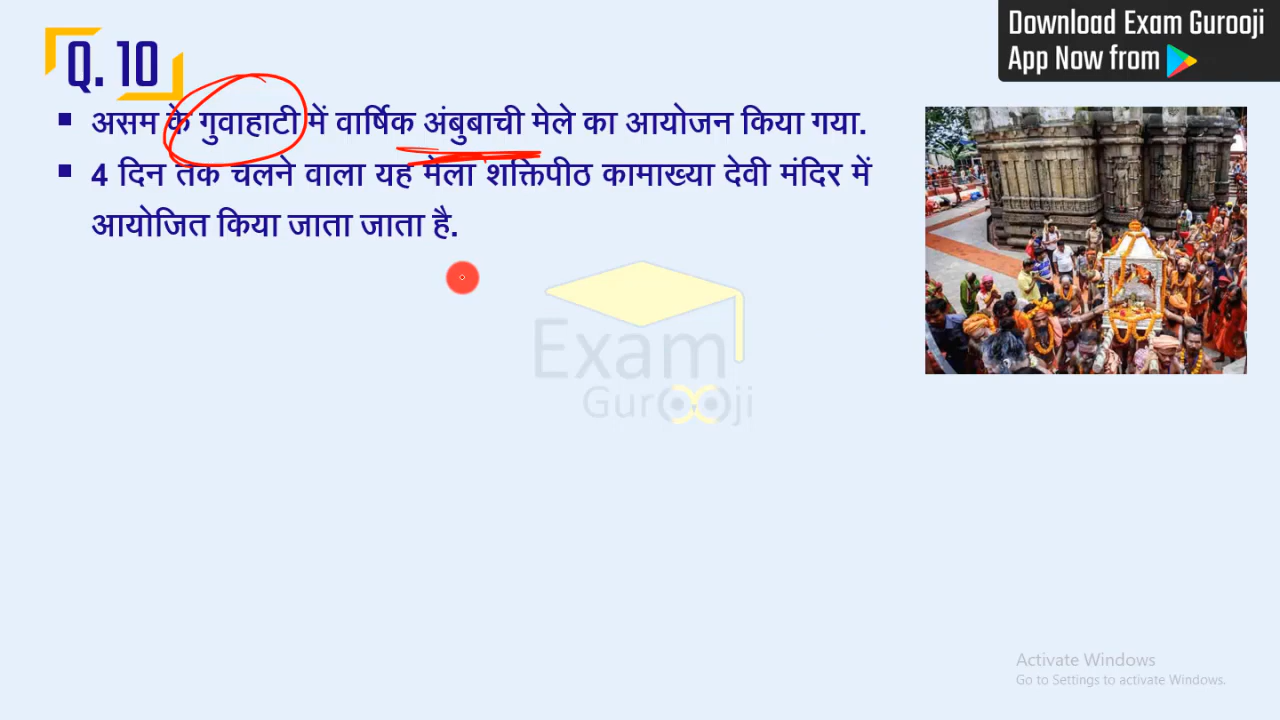 Download Exam Gurooji
App Now from
Q. 10
▪ असम के गुवाहाटी में वार्षिक अंबुबाची मेले का आयोजन किया गया.
▪ 4 दिन तक चलने वाला यह मेला शक्तिपीठ कामाख्या देवी मंदिर में
आयोजित किया जाता जाता है.
Exam
Gurooji
Activate Windows
Go to Settings to activate Windows.